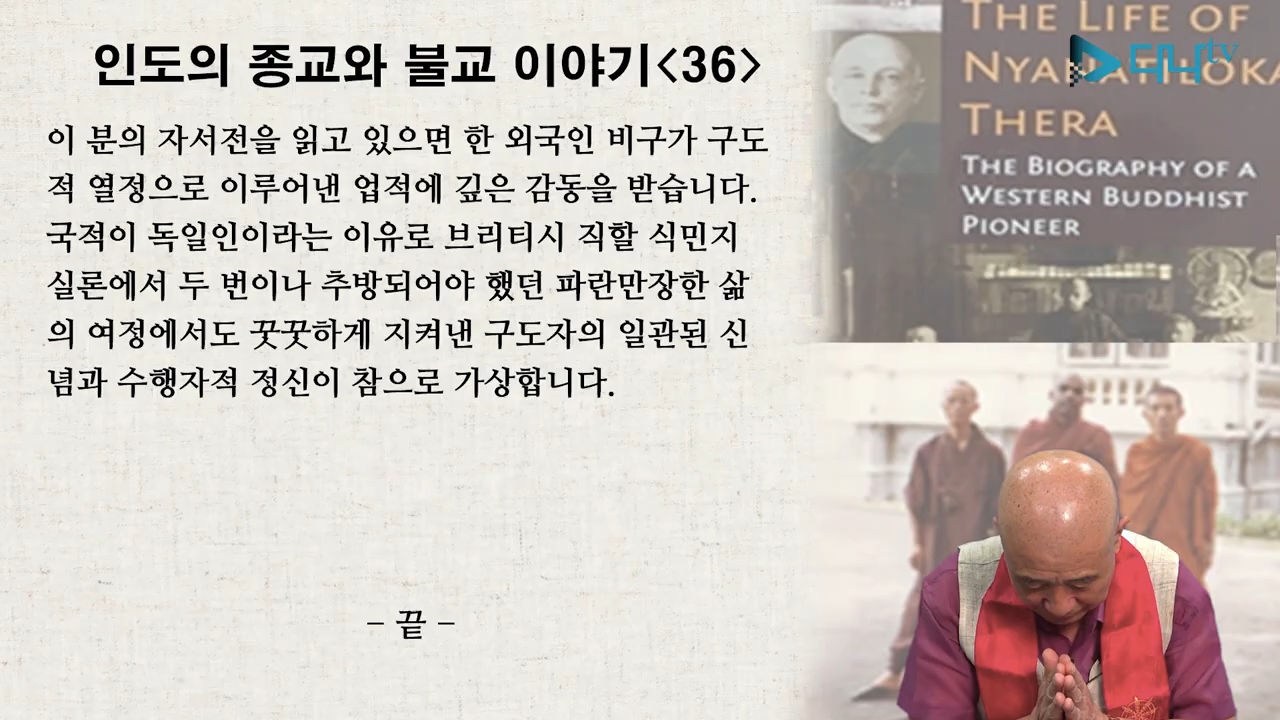 인도의 종교와 불교 이야기<36>
이 분의 자서전을 읽고 있으면 한 외국인 비구가 구도
적 열정으로 이루어낸 업적에 깊은 감동을 받습니다.
국적이 독일인이라는 이유로 브리티시 직할 식민지
실론에서 두 번이나 추방되어야 했던 파란만장한 삶
의 여정에서도 꿋꿋하게 지켜낸 구도자의 일관된 신
념과 수행자적 정신이 참으로 가상합니다.
- 끝 -
THE LIFE OF
THERA
THE BIOGRAPHY OF A
WESTERN BUDDHIST
PIONEER
tv